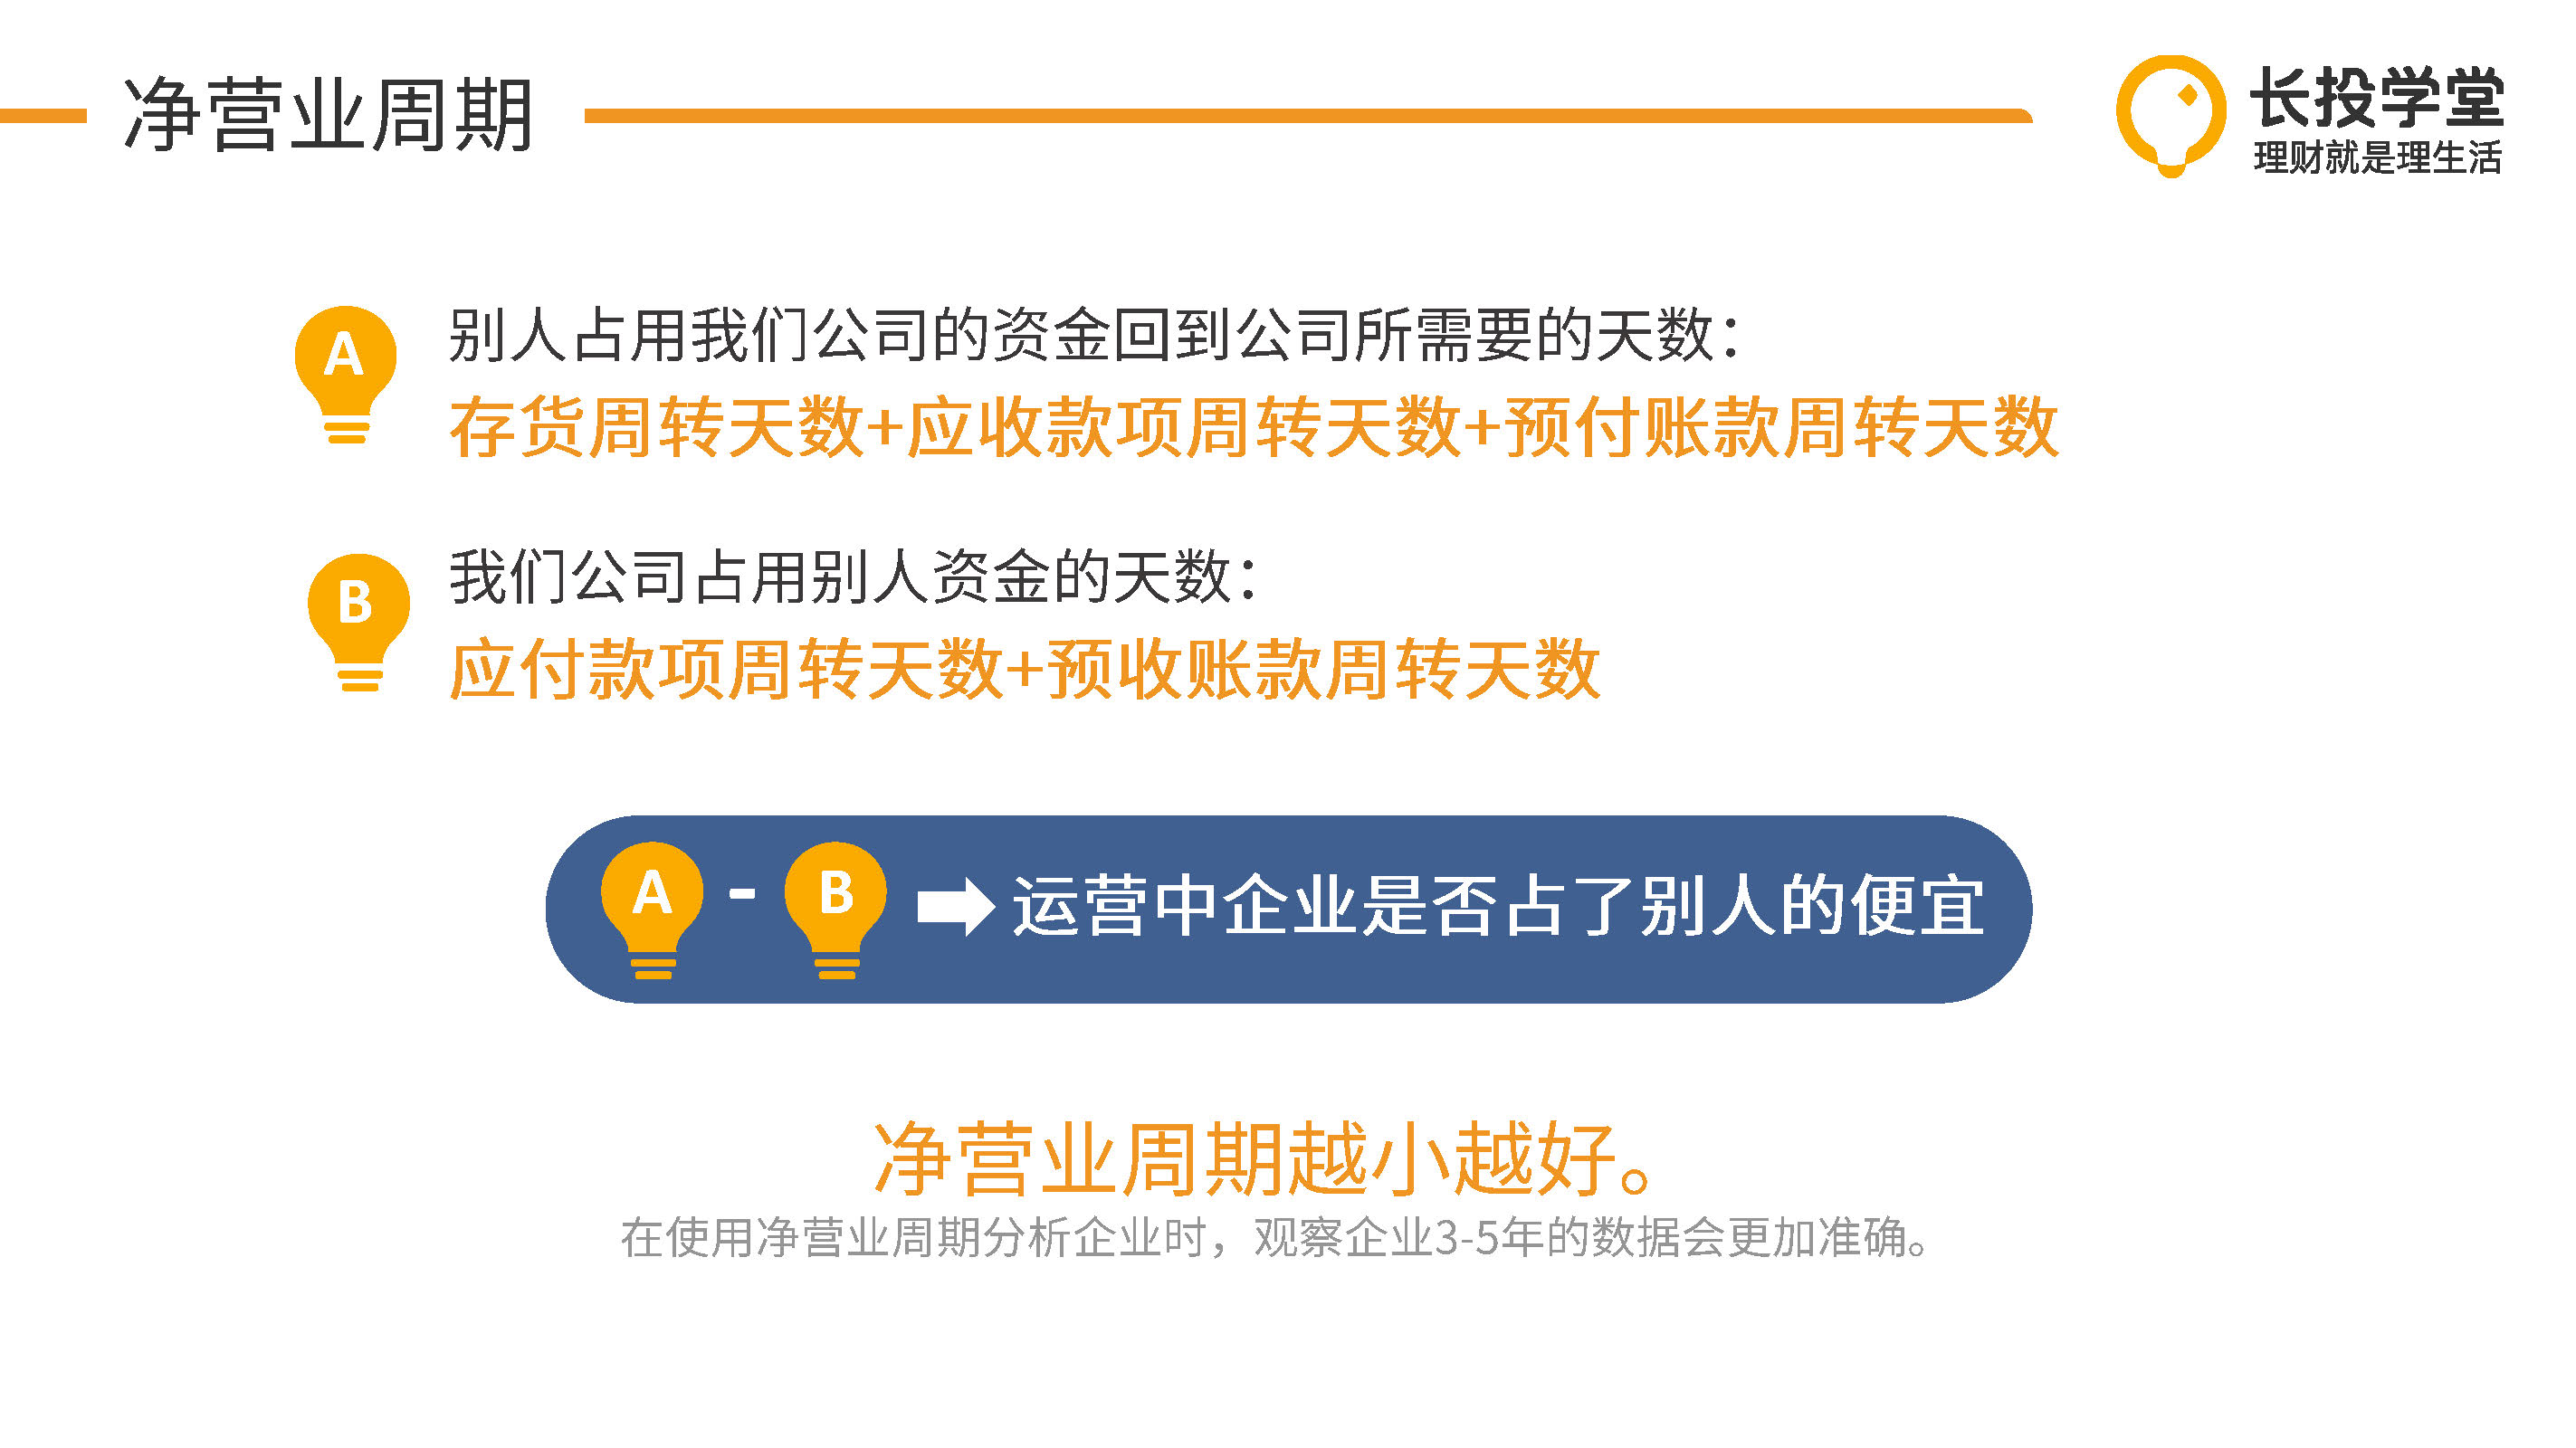 净营业周期
长投学堂
理财就是理生活
A
别人占用我们公司的资金回到公司所需要的天数：
存货周转天数+应收款项周转天数+预付账款周转天数
B
我们公司占用别人资金的天数：
应付款项周转天数+预收账款周转天数
A - B 运营中企业是否占了别人的便宜
净营业周期越小越好。
在使用净营业周期分析企业时，观察企业3-5年的数据会更加准确。